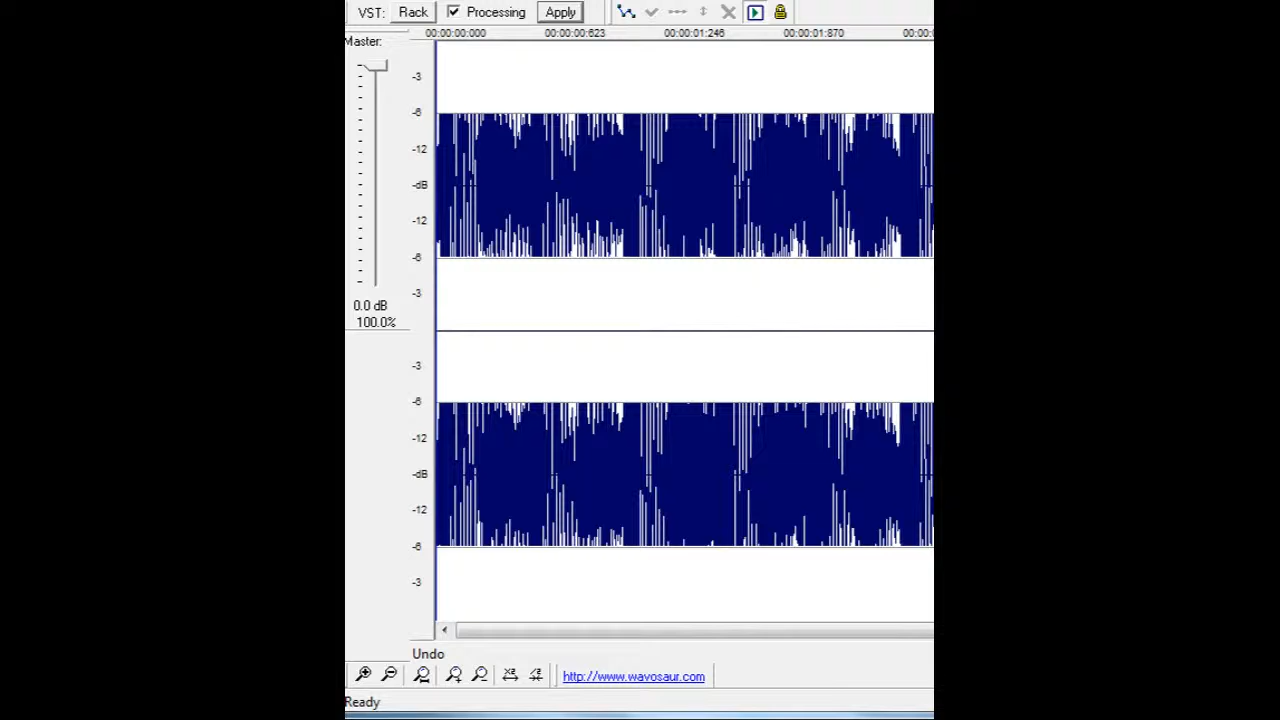 VST: Rack Processing Apply
00:00:00:000 00:00:00:623 00:00:01:246 00:00:01:870
Master:
-3
-6
-12
-dB
-12
-6
-3
0.0 dB
100.0%
-3
-6
-12
-dB
-12
-6
-3
Undo
http://www.wavosaur.com
Ready